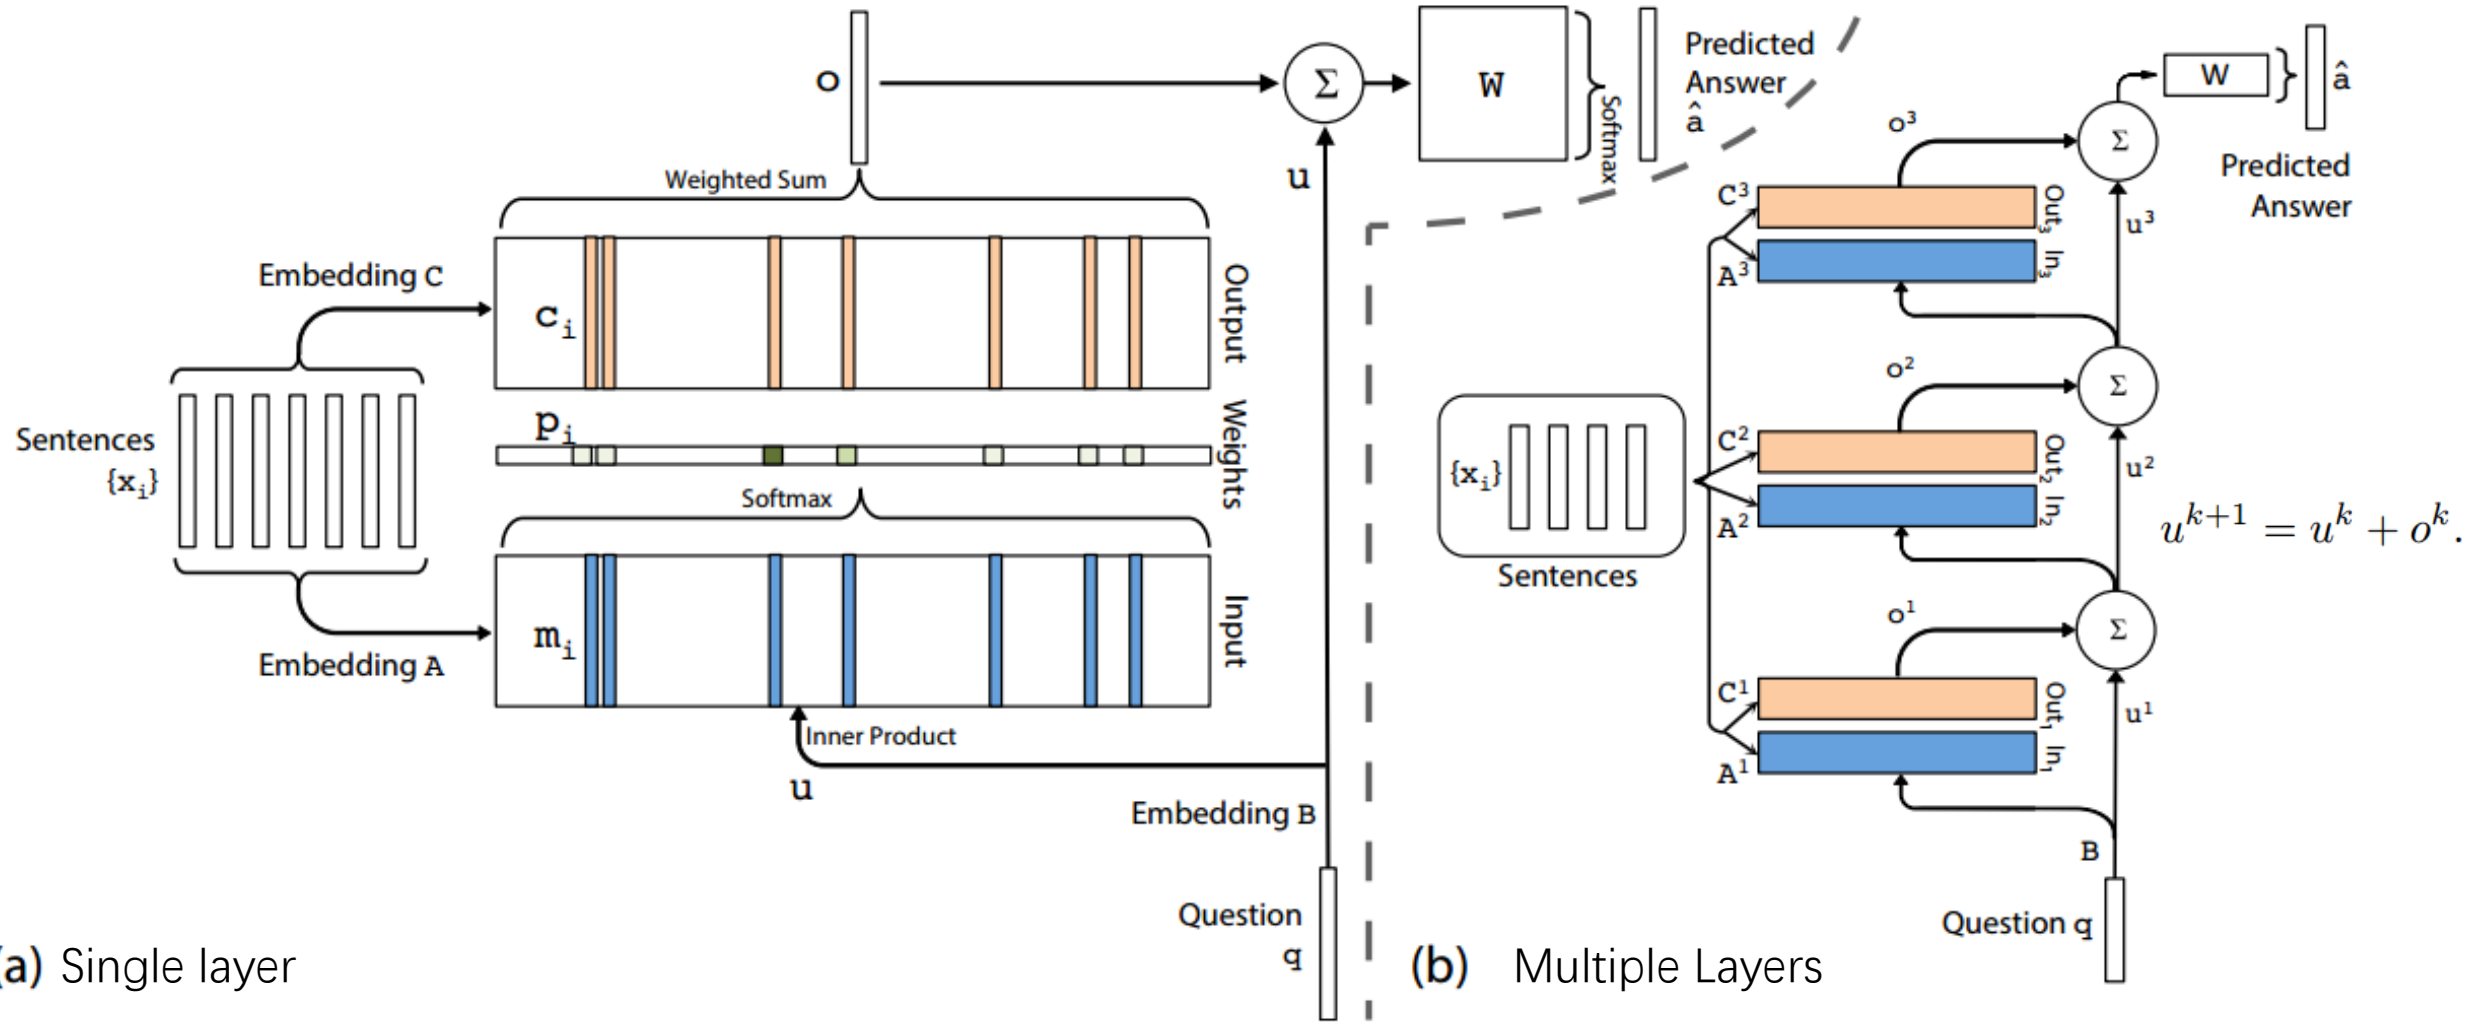 o
Σ
W
Softmax
Predicted
Answer
â
u
Weighted Sum
Embedding C
c_i
Output
Sentences
{x_i}
p_i
Weights
Softmax
Embedding A
m_i
Input
Inner Product
u
Embedding B
Question
q
(a) Single layer
W
â
Predicted
Answer
Σ
o³
u³
C³
Out₃
A³
In₃
Σ
o²
u²
C²
Out₂
A²
In₂
{x_i}
Sentences
u^{k+1} = u^k + o^k.
Σ
o¹
u¹
C¹
Out₁
A¹
In₁
B
Question q
(b) Multiple Layers